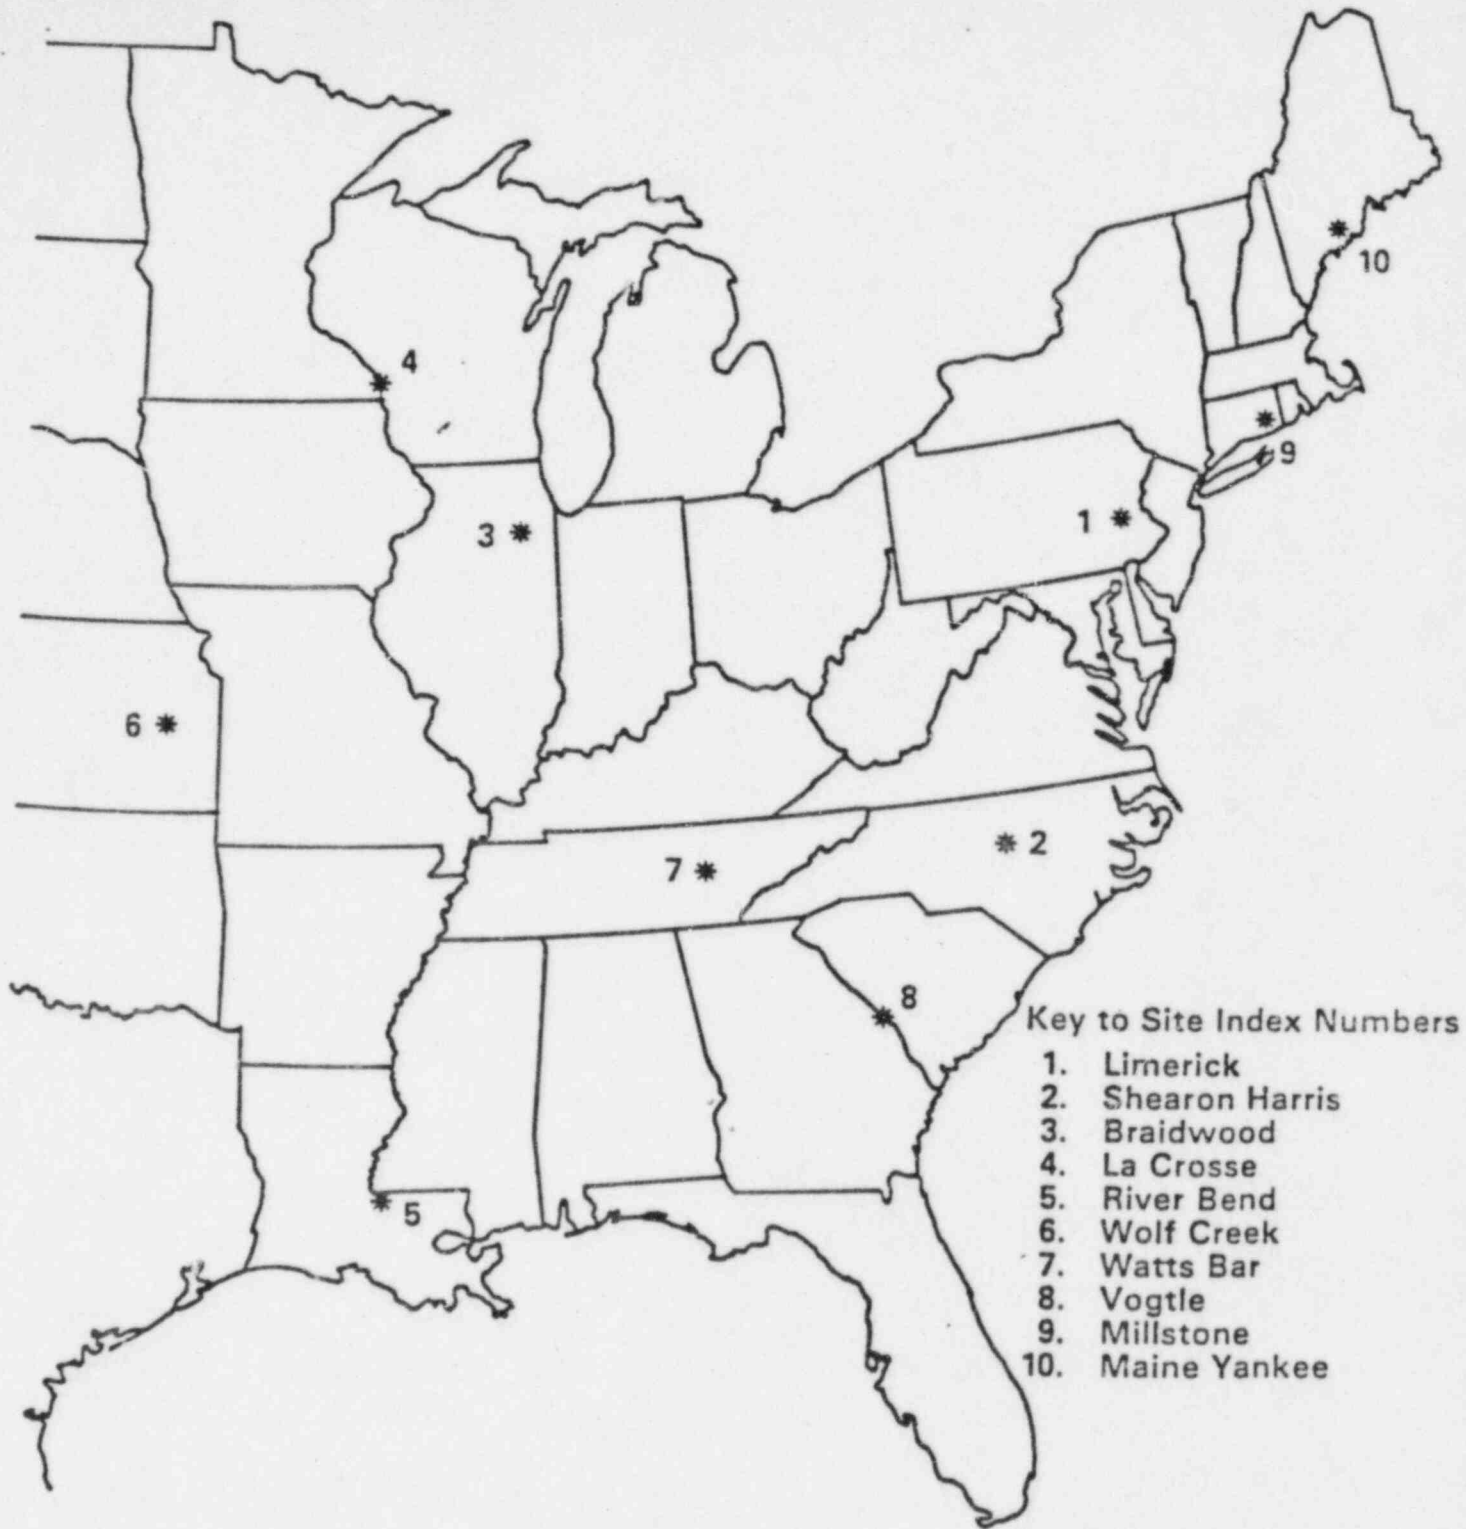 10
4
9
3
1
6
2
7
8
5
Key to Site Index Numbers
1. Limerick
2. Shearon Harris
3. Braidwood
4. La Crosse
5. River Bend
6. Wolf Creek
7. Watts Bar
8. Vogtle
9. Millstone
10. Maine Yankee